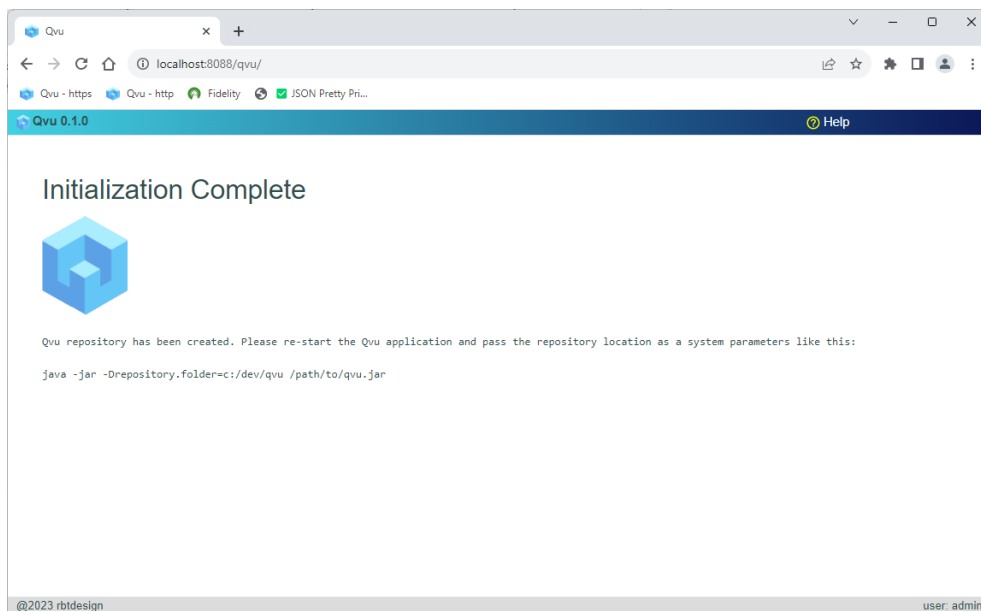 Qvu
localhost:8088/qvu/
Qvu - https Qvu - http Fidelity JSON Pretty Pri...
Qvu 0.1.0 Help
Initialization Complete
Qvu repository has been created. Please re-start the Qvu application and pass the repository location as a system parameters like this:
java -jar -Drepository.folder=c:/dev/qvu /path/to/qvu.jar
@2023 rbtdesign user: admin